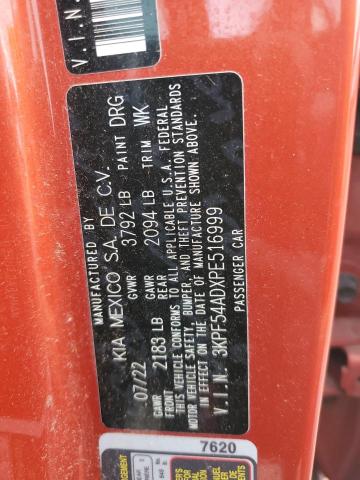 V.I.N.
MANUFACTURED BY
KIA MEXICO S.A. DE C.V.
07/22 GVWR 3792 LB PAINT DRG
GAWR FRONT 2183 LB GAWR REAR 2094 LB TRIM WK
THIS VEHICLE CONFORMS TO ALL APPLICABLE U.S.A. FEDERAL
MOTOR VEHICLE SAFETY, BUMPER, AND THEFT PREVENTION STANDARDS
IN EFFECT ON THE DATE OF MANUFACTURE SHOWN ABOVE.
V.I.N. 3KPF54ADXPE516999
PASSENGER CAR
7620